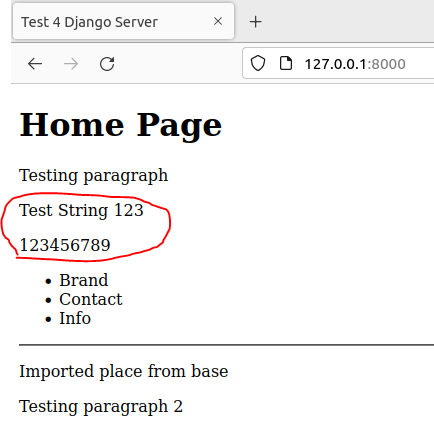 Test 4 Django Server
127.0.0.1:8000
Home Page
Testing paragraph
Test String 123
123456789
Brand
Contact
Info
Imported place from base
Testing paragraph 2